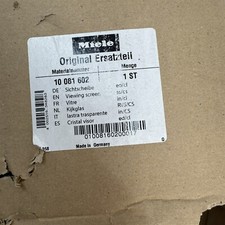 Miele
Original Ersatzteil
Materialnummer Menge
10 081 602 1 ST
DE Sichtscheibe
EN Viewing screen
FR Vitre
NL Kijkglas
IT lastra trasparente
ES Cristal visor
01008160200017
Made in Germany